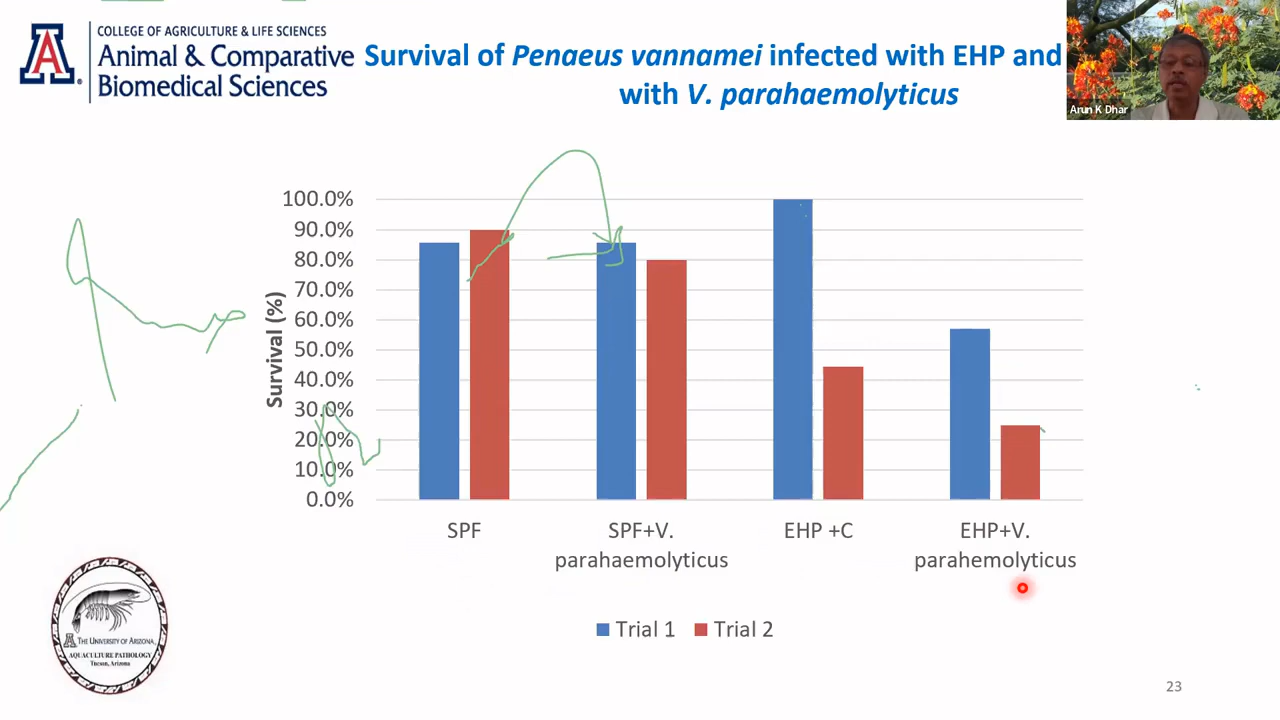 COLLEGE OF AGRICULTURE & LIFE SCIENCES
Animal & Comparative
Biomedical Sciences
Survival of Penaeus vannamei infected with EHP and
with V. parahaemolyticus
Arun K Dhar
Survival (%)
100.0%
90.0%
80.0%
70.0%
60.0%
50.0%
40.0%
30.0%
20.0%
10.0%
0.0%
SPF
SPF+V.
parahaemolyticus
EHP +C
EHP+V.
parahemolyticus
Trial 1
Trial 2
A
THE UNIVERSITY OF ARIZONA
AQUACULTURE PATHOLOGY
Tucson, Arizona
23